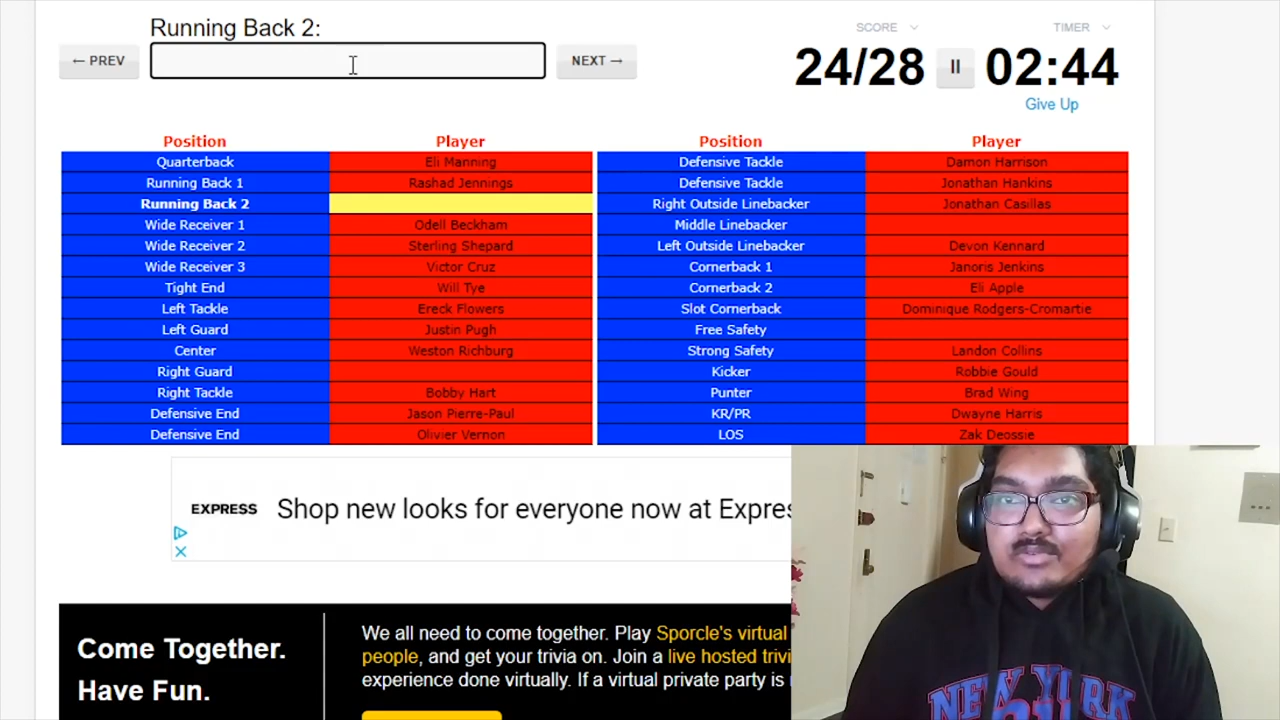 Running Back 2:
← PREV
NEXT →
SCORE
24/28
TIMER
02:44
Give Up
Position Player Position Player
Quarterback Eli Manning Defensive Tackle Damon Harrison
Running Back 1 Rashad Jennings Defensive Tackle Jonathan Hankins
Running Back 2 Right Outside Linebacker Jonathan Casillas
Wide Receiver 1 Odell Beckham Middle Linebacker
Wide Receiver 2 Sterling Shepard Left Outside Linebacker Devon Kennard
Wide Receiver 3 Victor Cruz Cornerback 1 Janoris Jenkins
Tight End Will Tye Cornerback 2 Eli Apple
Left Tackle Ereck Flowers Slot Cornerback Dominique Rodgers-Cromartie
Left Guard Justin Pugh Free Safety
Center Weston Richburg Strong Safety Landon Collins
Right Guard Kicker Robbie Gould
Right Tackle Bobby Hart Punter Brad Wing
Defensive End Jason Pierre-Paul KR/PR Dwayne Harris
Defensive End Olivier Vernon LOS Zak Deossie
EXPRESS Shop new looks for everyone now at Expres
Come Together.
Have Fun.
We all need to come together. Play Sporcle's virtual
people, and get your trivia on. Join a live hosted trivi
experience done virtually. If a virtual private party is
NEW YORK